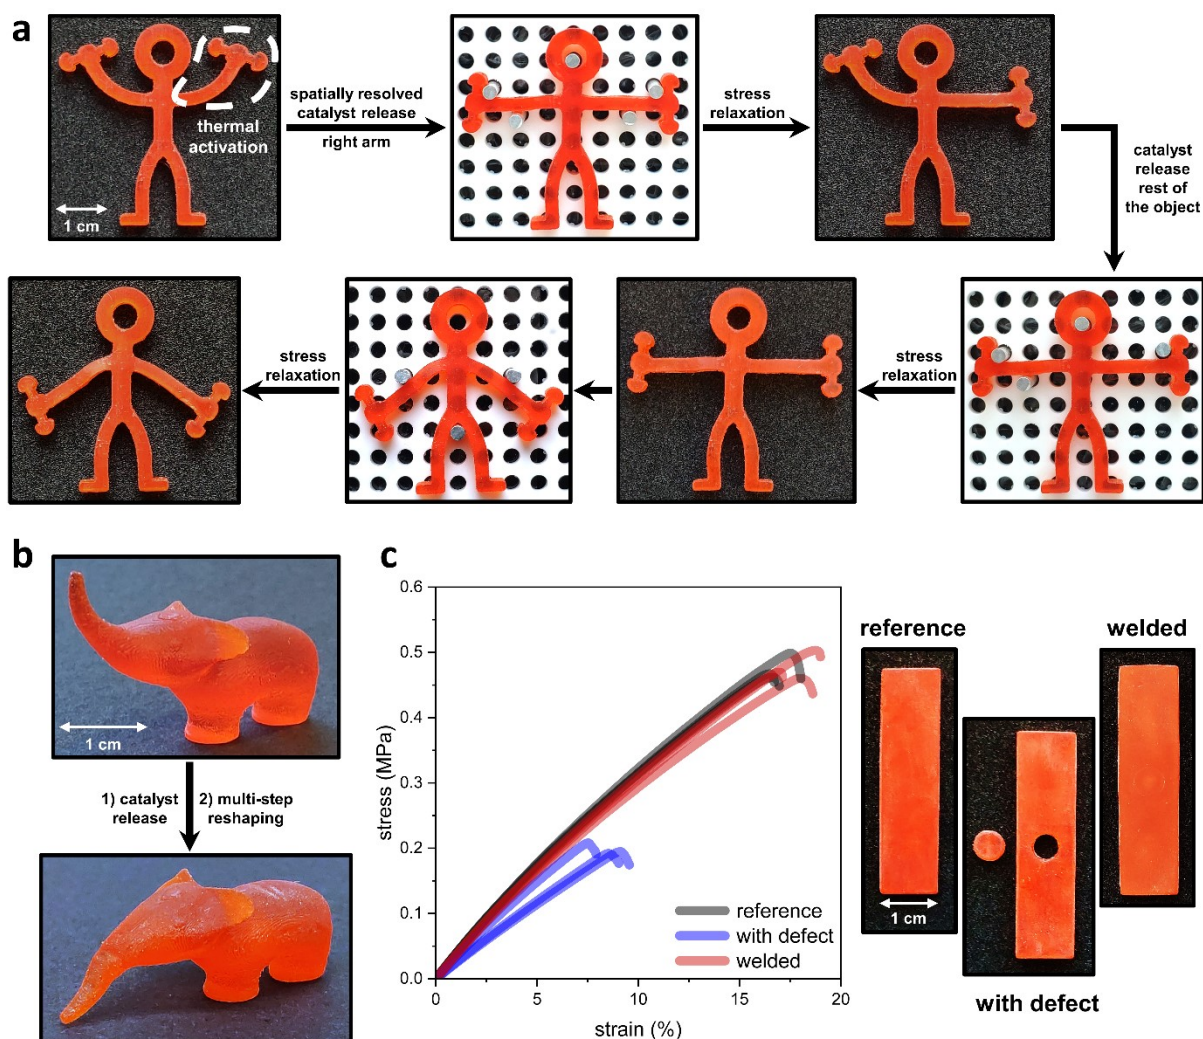 a
thermal
activation
1 cm
spatially resolved
catalyst release
right arm
stress
relaxation
catalyst
release
rest of
the object
stress
relaxation
stress
relaxation
b
1 cm
1) catalyst
release
2) multi-step
reshaping
c
0.6
0.5
0.4
0.3
0.2
0.1
0.0
stress (MPa)
0
5
10
15
20
strain (%)
reference
with defect
welded
reference
1 cm
with defect
welded